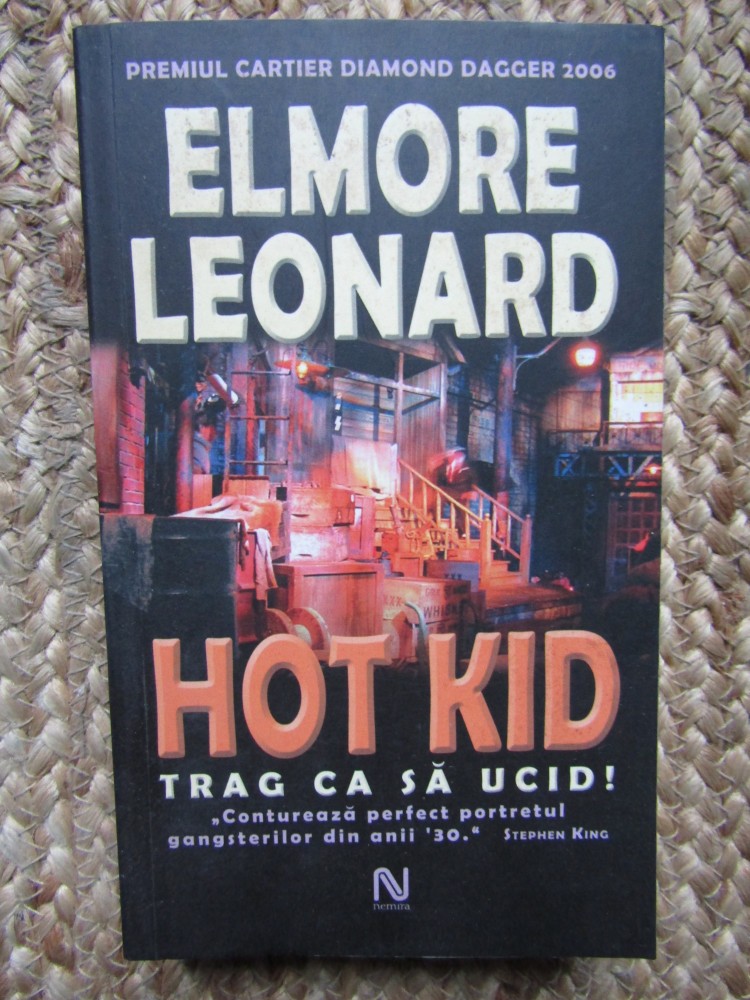 PREMIUL CARTIER DIAMOND DAGGER 2006
ELMORE
LEONARD
WHI
HOT KID
TRAG CA SĂ UCID!
„Conturează perfect portretul
gangsterilor din anii '30.“ STEPHEN KING
N
nemira